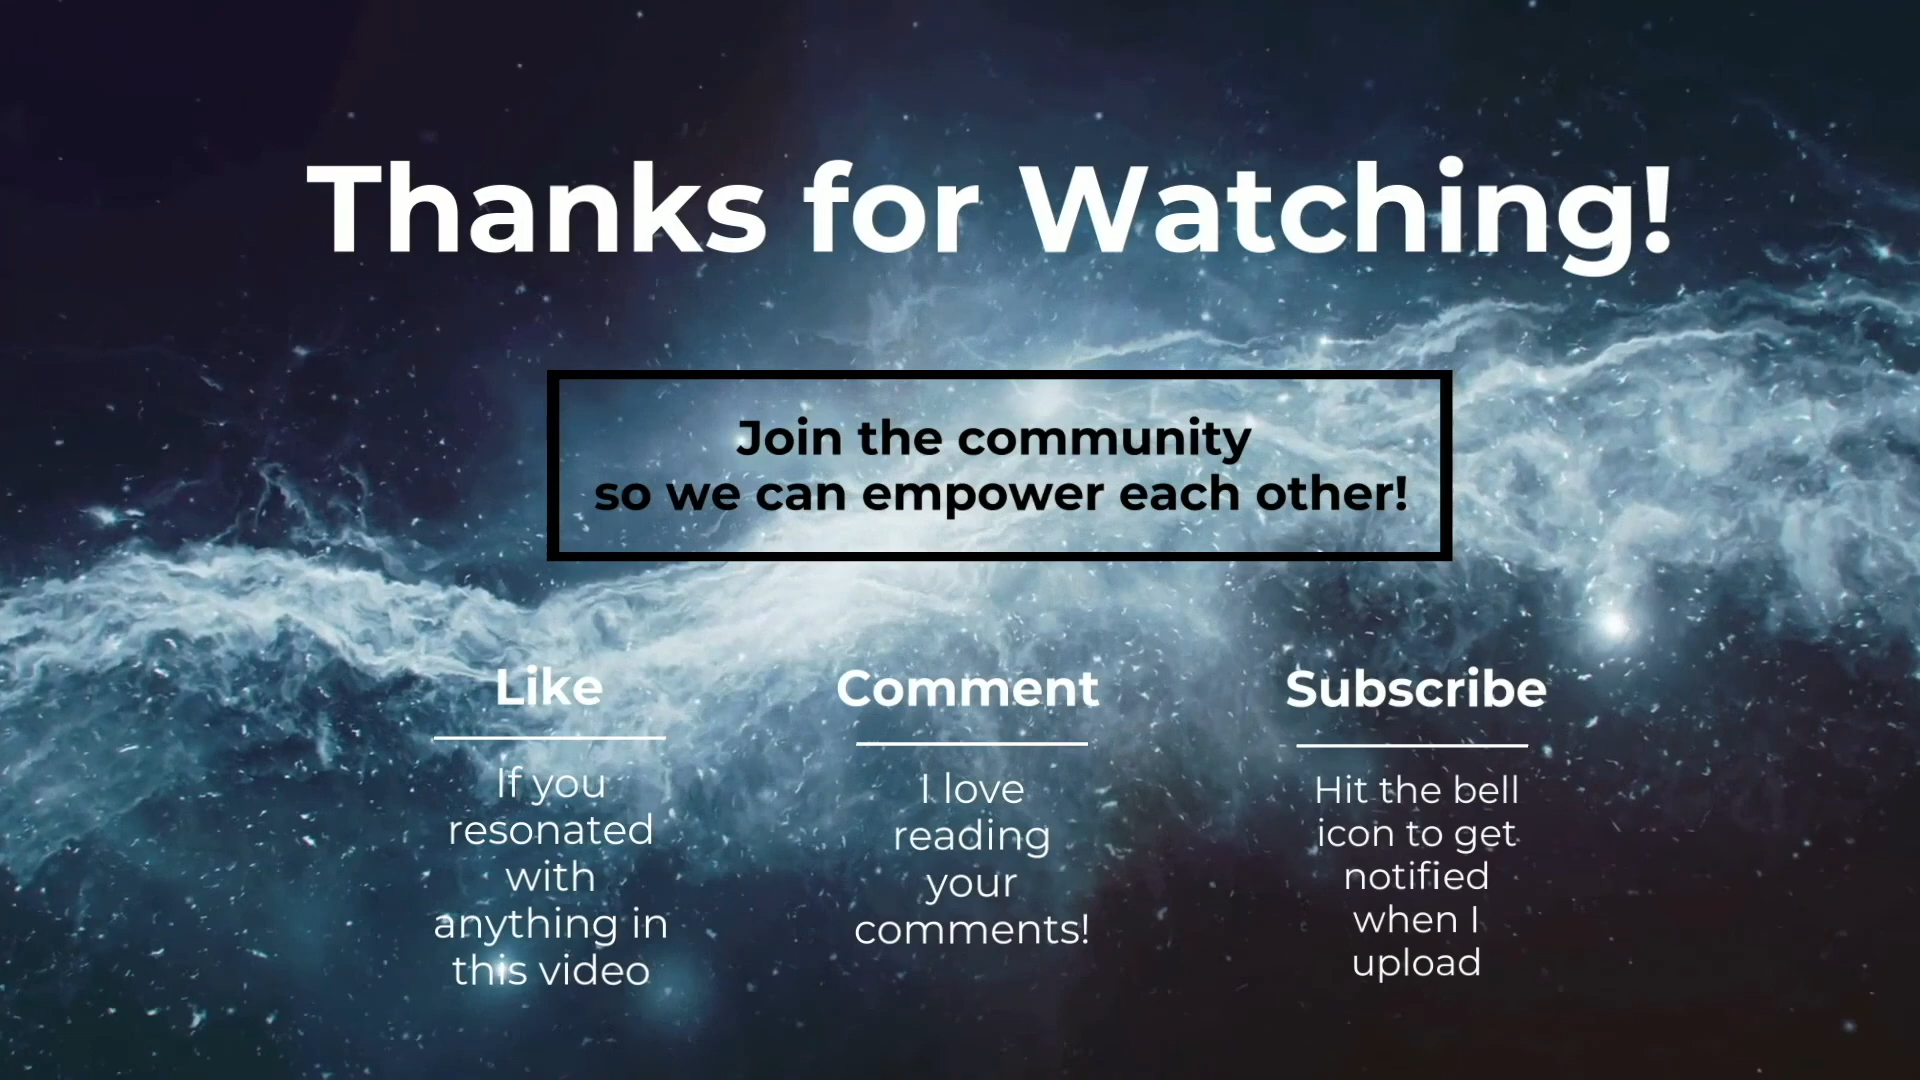 Thanks for Watching!
Join the community
so we can empower each other!
Like
If you
resonated
with
anything in
this video
Comment
I love
reading
your
comments!
Subscribe
Hit the bell
icon to get
notified
when I
upload